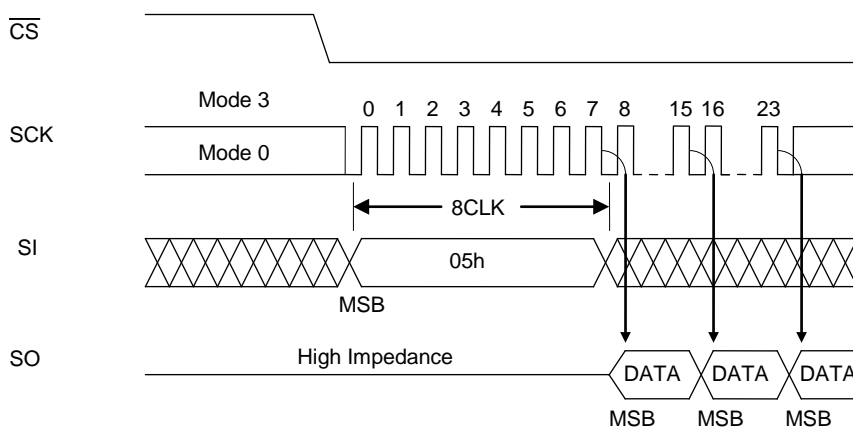 CS
Mode 3
0 1 2 3 4 5 6 7 8 15 16 23
SCK
Mode 0
8CLK
SI
05h
MSB
High Impedance
SO
DATA DATA DATA
MSB MSB MSB